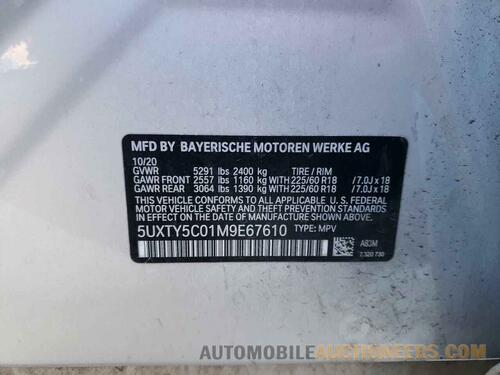 MFD BY BAYERISCHE MOTOREN WERKE AG
10/20
GVWR 5291 lbs 2400 kg TIRE / RIM
GAWR FRONT 2557 lbs 1160 kg WITH 225/60 R18 /7.0J x 18
GAWR REAR 3064 lbs 1390 kg WITH 225/60 R18 /7.0J x 18
THIS VEHICLE CONFORMS TO ALL APPLICABLE U.S. FEDERAL
MOTOR VEHICLE SAFETY AND THEFT PREVENTION STANDARDS
IN EFFECT ON THE DATE OF MANUFACTURE SHOWN ABOVE.
5UXTY5C01M9E67610 TYPE: MPV
A83M
7 320 730
AUTOMOBILE
AUCTIONEERS.COM